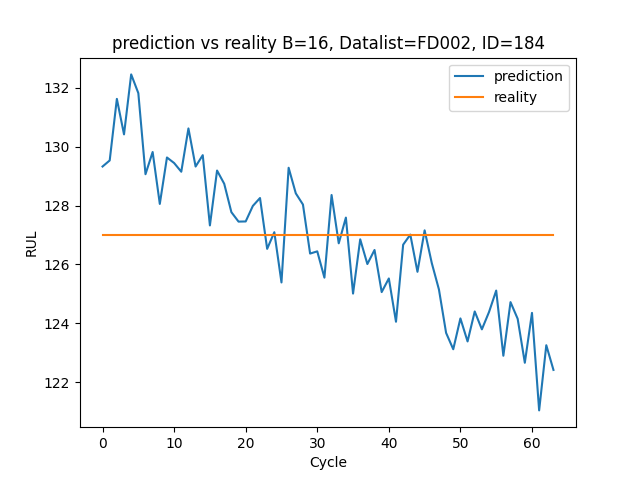 prediction vs reality B=16, Datalist=FD002, ID=184
prediction
reality
132
130
128
126
124
122
RUL
0 10 20 30 40 50 60
Cycle